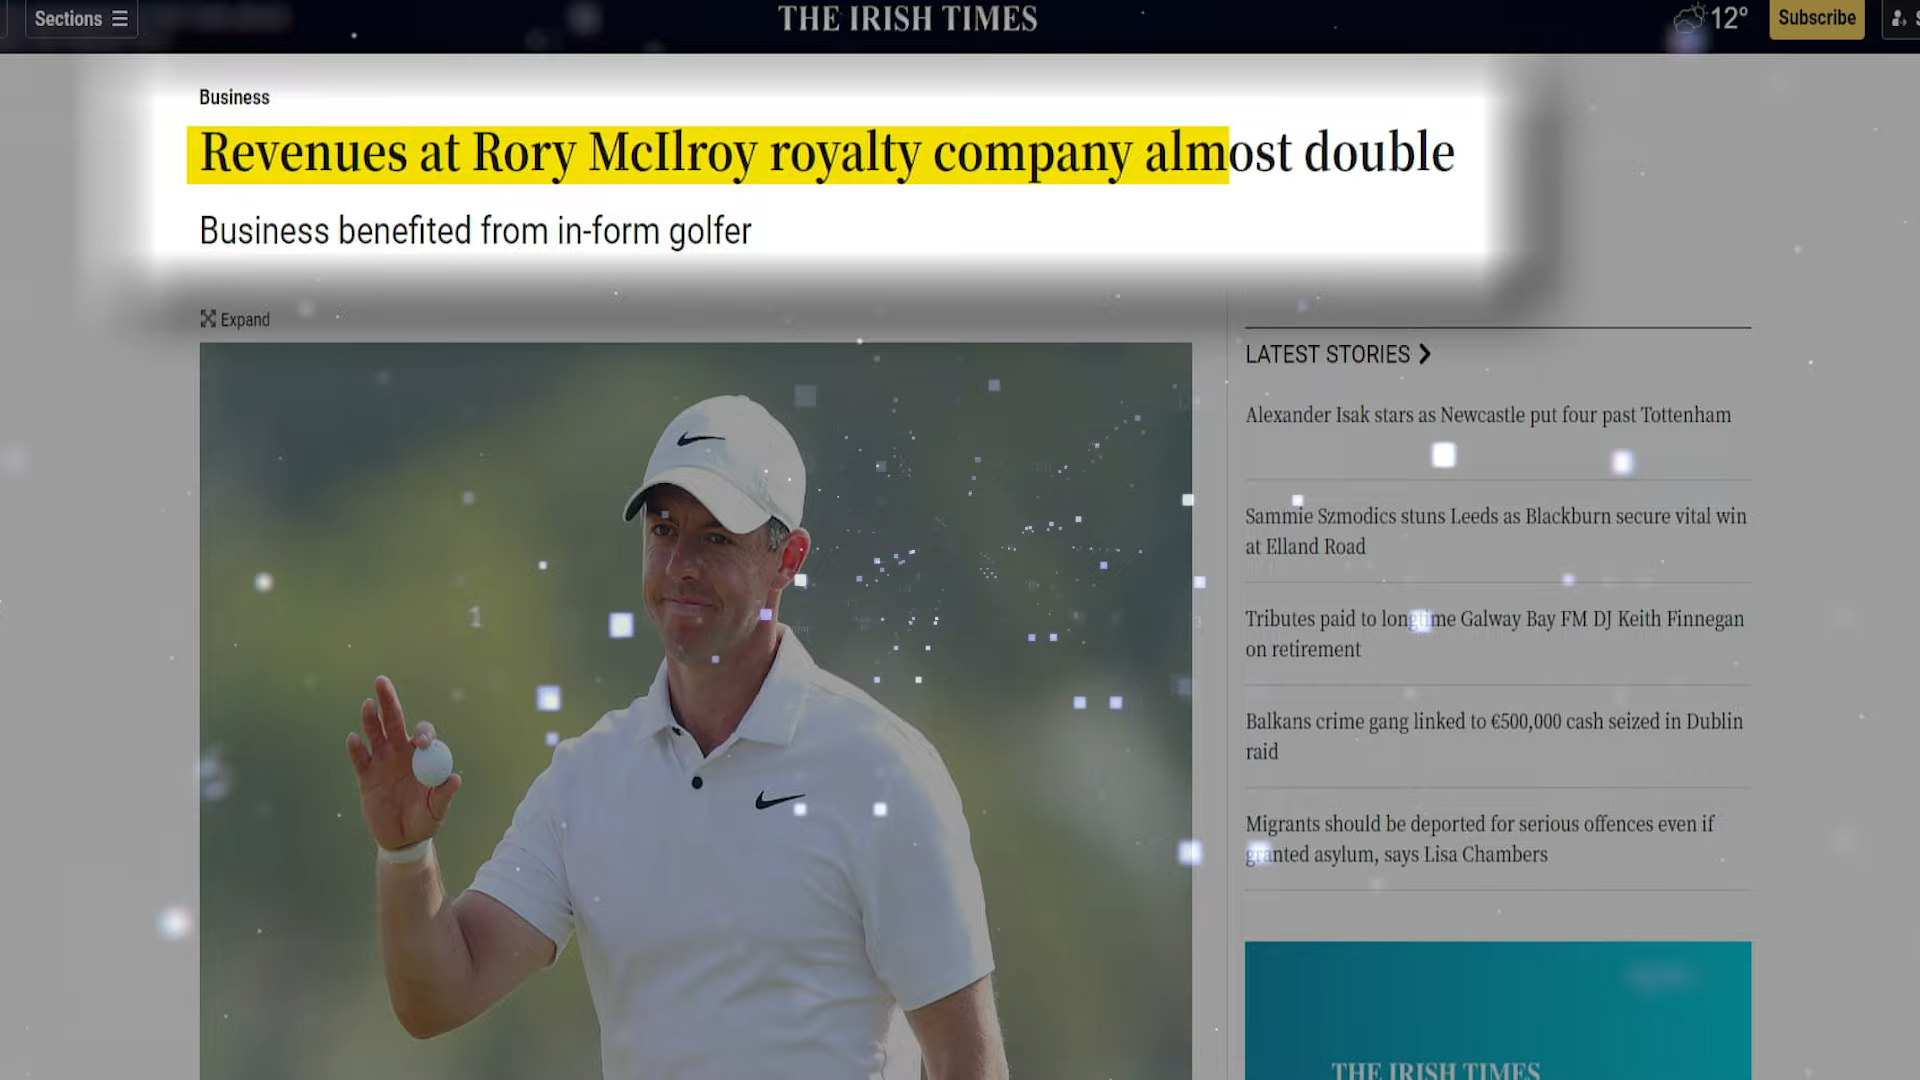 Sections
THE IRISH TIMES
12°
Subscribe
Business
Revenues at Rory McIlroy royalty company almost double
Business benefited from in-form golfer
Expand
LATEST STORIES
Alexander Isak stars as Newcastle put four past Tottenham
Sammie Szmodics stuns Leeds as Blackburn secure vital win
at Elland Road
Tributes paid to longtime Galway Bay FM DJ Keith Finnegan
on retirement
Balkans crime gang linked to €500,000 cash seized in Dublin
raid
Migrants should be deported for serious offences even if
granted asylum, says Lisa Chambers
THE IRISH TIMES